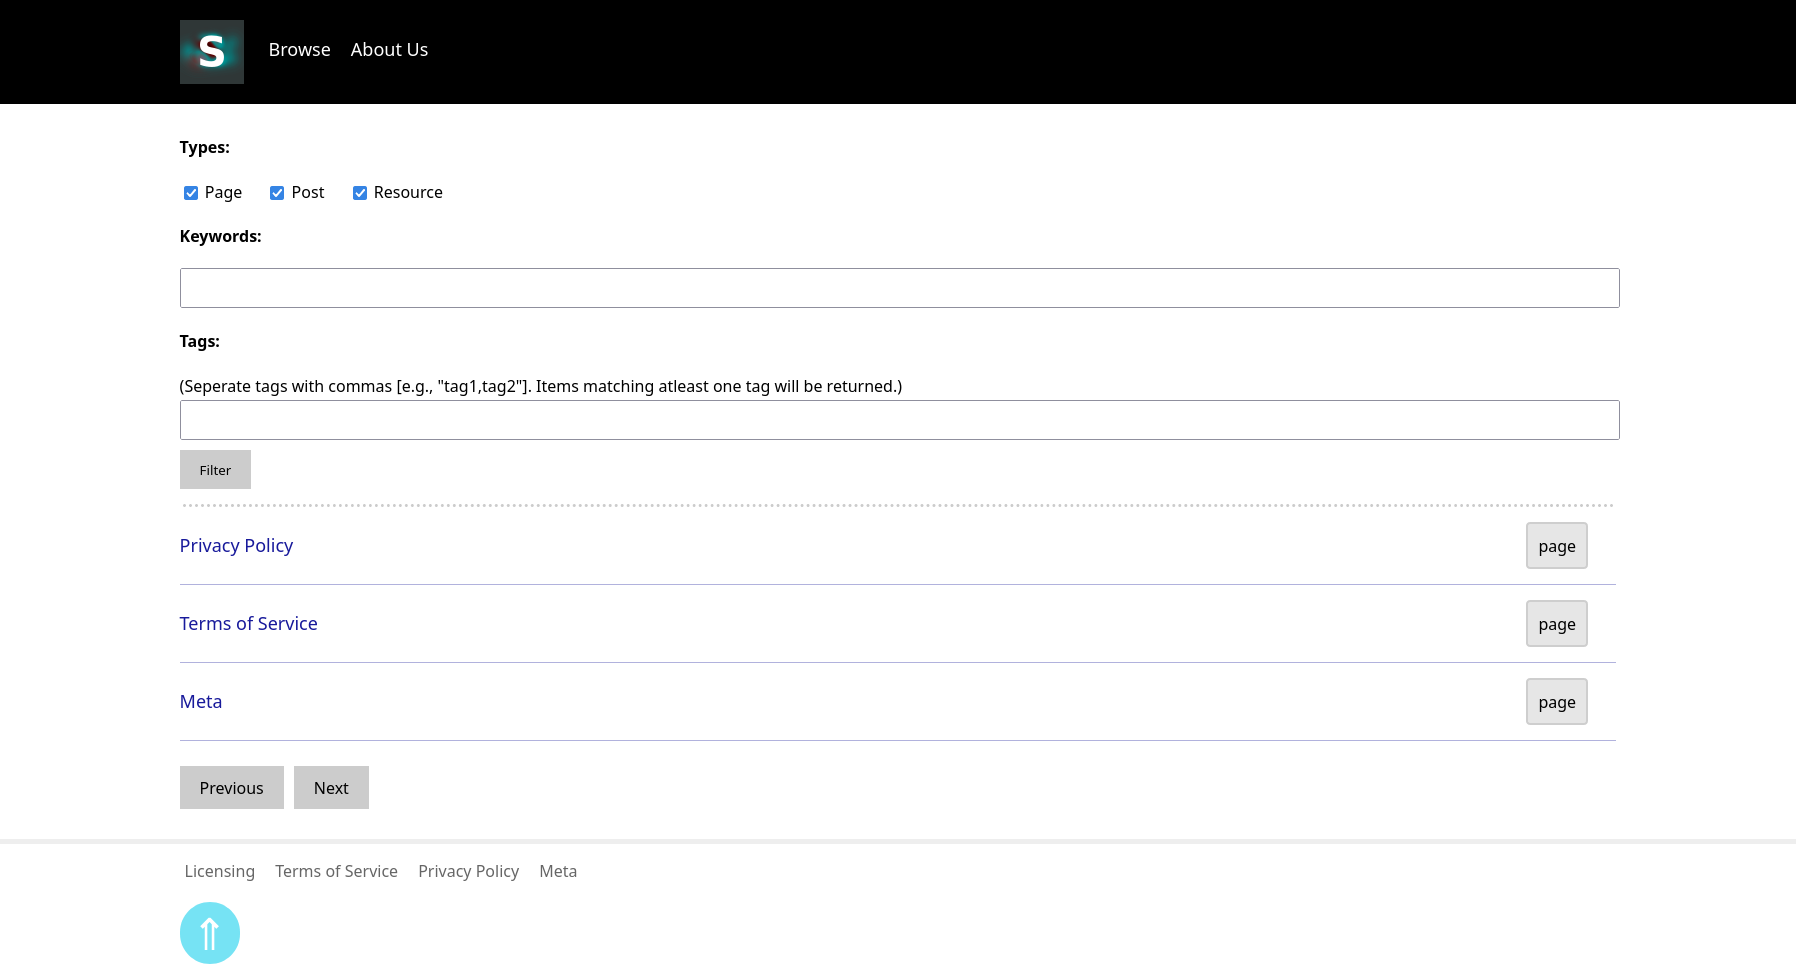 S Browse About Us
Types:
Page Post Resource
Keywords:
Tags:
(Seperate tags with commas [e.g., "tag1,tag2"]. Items matching atleast one tag will be returned.)
Filter
Privacy Policy page
Terms of Service page
Meta page
Previous Next
Licensing Terms of Service Privacy Policy Meta
⇑